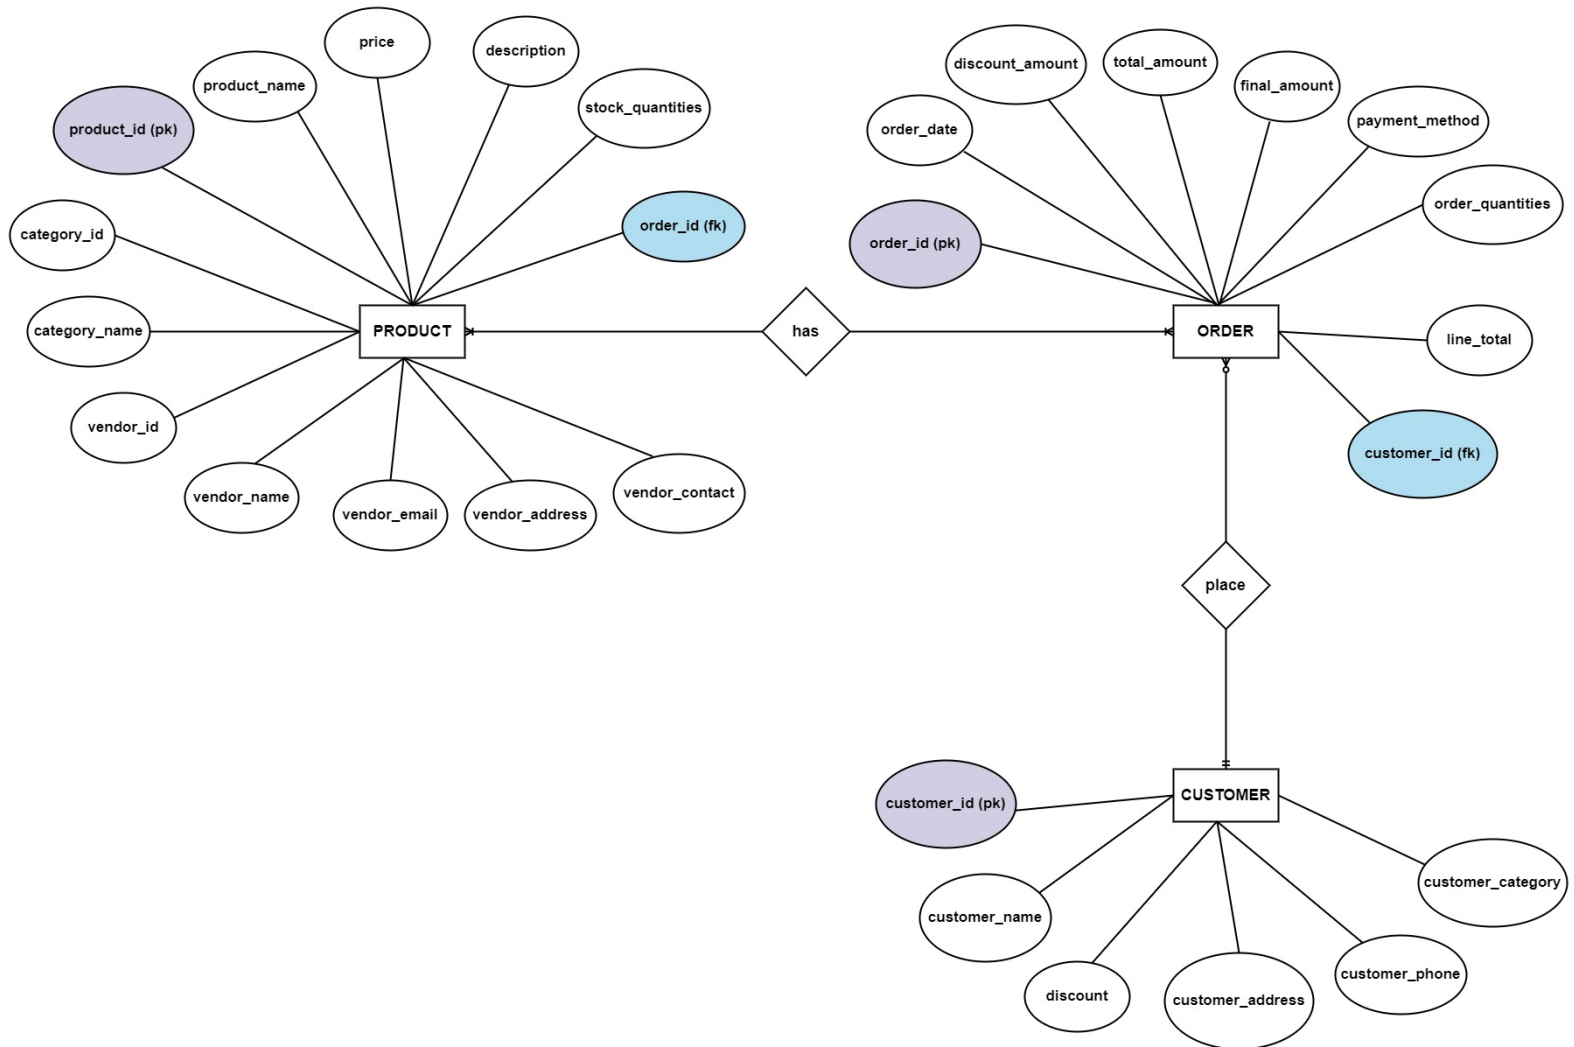 price
description
product_name
stock_quantities
product_id (pk)
order_id (fk)
category_id
category_name
PRODUCT
vendor_id
vendor_name
vendor_email
vendor_address
vendor_contact
has
discount_amount
total_amount
final_amount
order_date
payment_method
order_quantities
order_id (pk)
ORDER
line_total
customer_id (fk)
place
customer_id (pk)
CUSTOMER
customer_category
customer_name
discount
customer_address
customer_phone